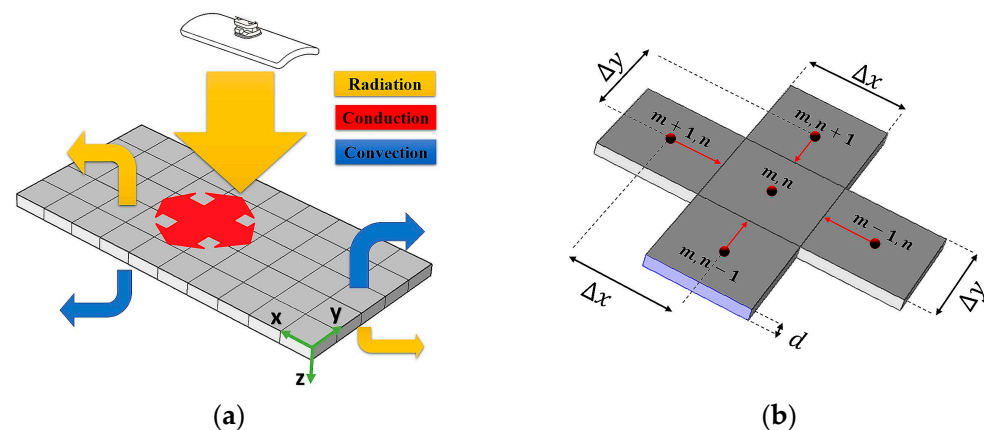 Radiation
Conduction
Convection
x
y
z
(a)
Δy
Δx
m + 1, n
m, n + 1
m, n
m, n − 1
m − 1, n
Δx
Δy
d
(b)